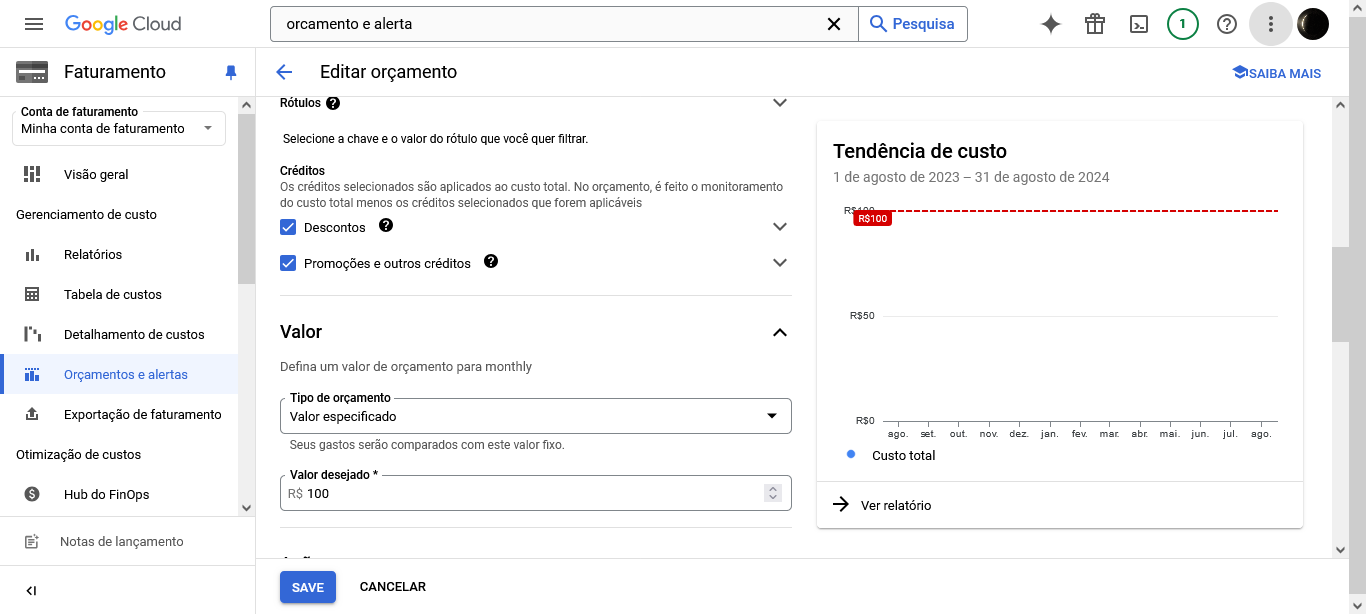 Google Cloud
orcamento e alerta
Pesquisa
1
Faturamento
Editar orçamento
SAIBA MAIS
Conta de faturamento
Minha conta de faturamento
Visão geral
Gerenciamento de custo
Relatórios
Tabela de custos
Detalhamento de custos
Orçamentos e alertas
Exportação de faturamento
Otimização de custos
Hub do FinOps
Notas de lançamento
Rótulos
Selecione a chave e o valor do rótulo que você quer filtrar.
Créditos
Os créditos selecionados são aplicados ao custo total. No orçamento, é feito o monitoramento
do custo total menos os créditos selecionados que forem aplicáveis
Descontos
Promoções e outros créditos
Valor
Defina um valor de orçamento para monthly
Tipo de orçamento
Valor especificado
Seus gastos serão comparados com este valor fixo.
Valor desejado *
R$ 100
SAVE
CANCELAR
Tendência de custo
1 de agosto de 2023 – 31 de agosto de 2024
R$100
R$100
R$50
R$0
ago. set. out. nov. dez. jan. fev. mar. abr. mai. jun. jul. ago.
Custo total
Ver relatório